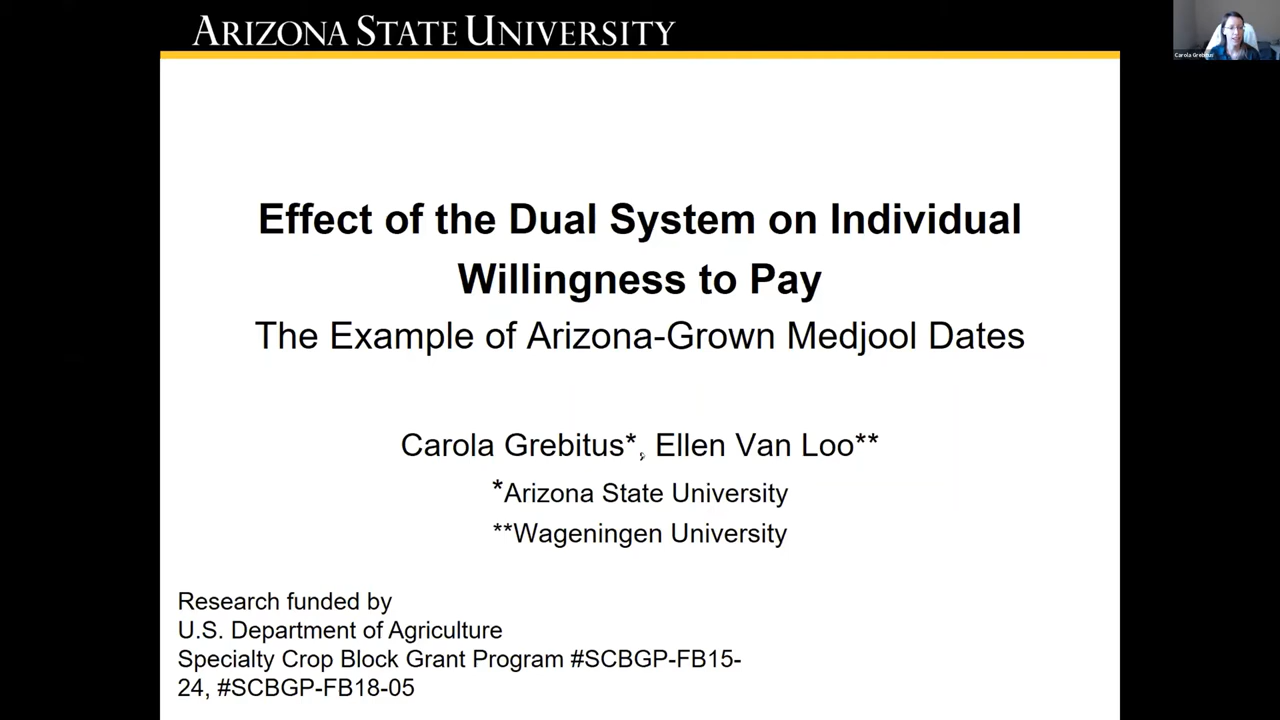 ARIZONA STATE UNIVERSITY
Carola Grebitus
Effect of the Dual System on Individual
Willingness to Pay
The Example of Arizona-Grown Medjool Dates
Carola Grebitus*, Ellen Van Loo**
*Arizona State University
**Wageningen University
Research funded by
U.S. Department of Agriculture
Specialty Crop Block Grant Program #SCBGP-FB15-
24, #SCBGP-FB18-05